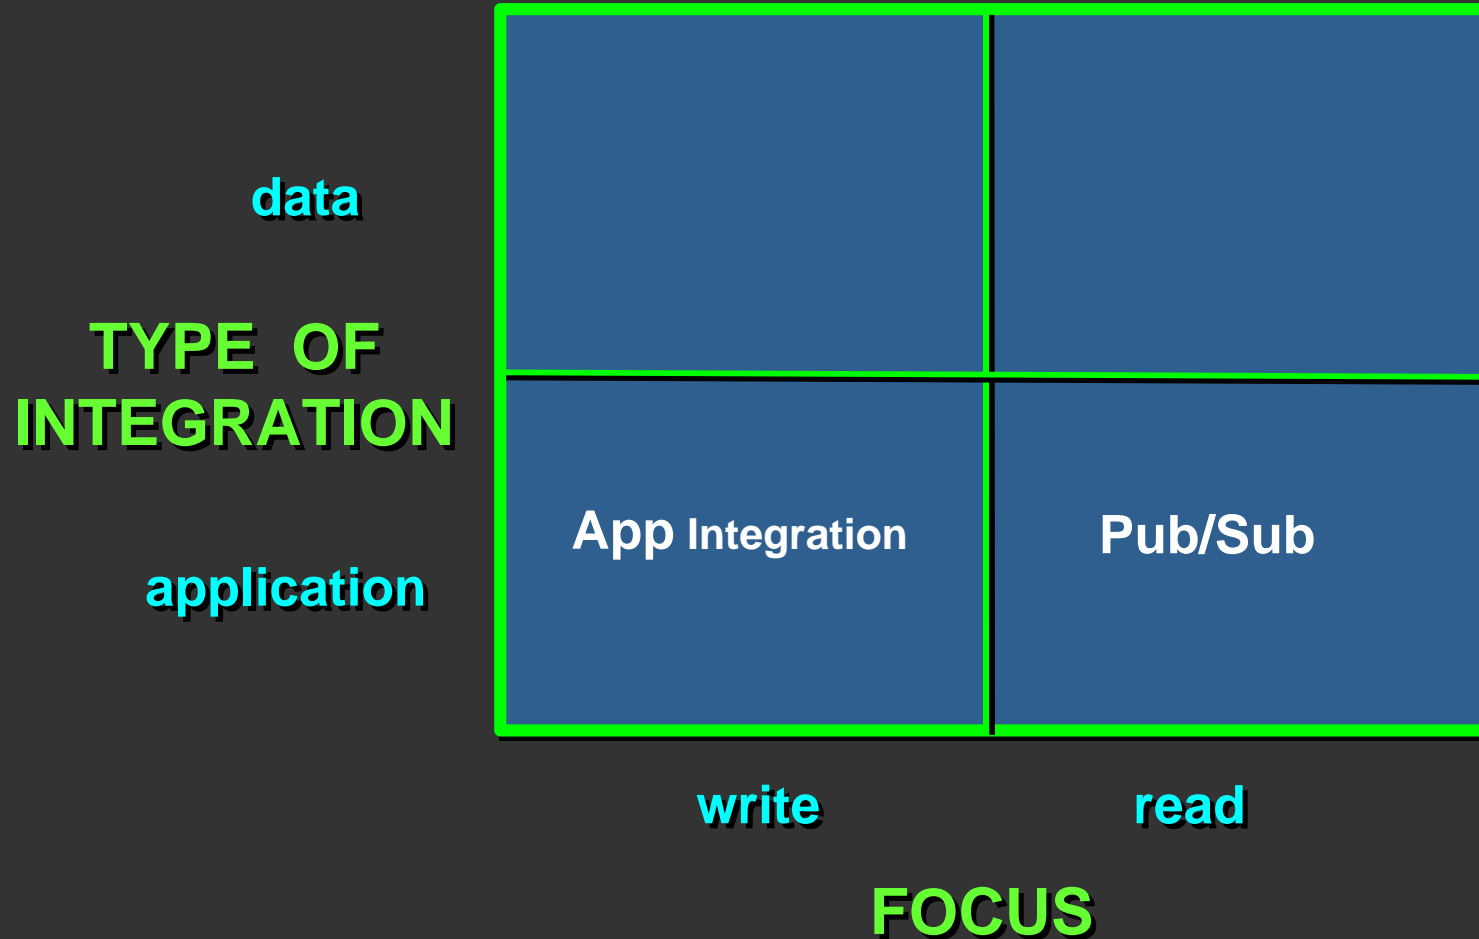 data
TYPE OF
INTEGRATION
App Integration
Pub/Sub
application
write
read
FOCUS